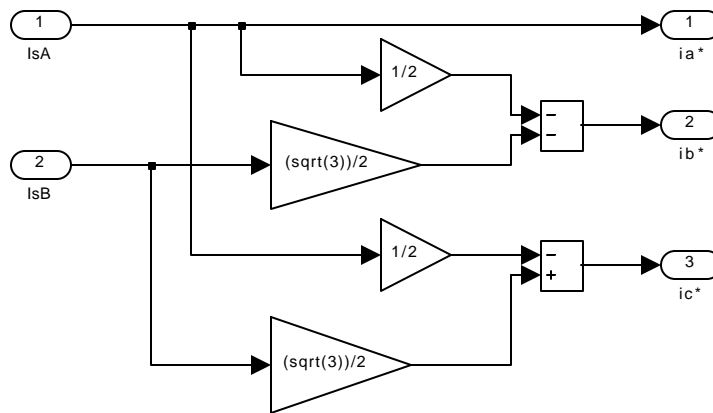 1
1
IsA
ia*
1/2
2
ib*
−
−
2
(sqrt(3))/2
IsB
1/2
−
+
3
ic*
(sqrt(3))/2